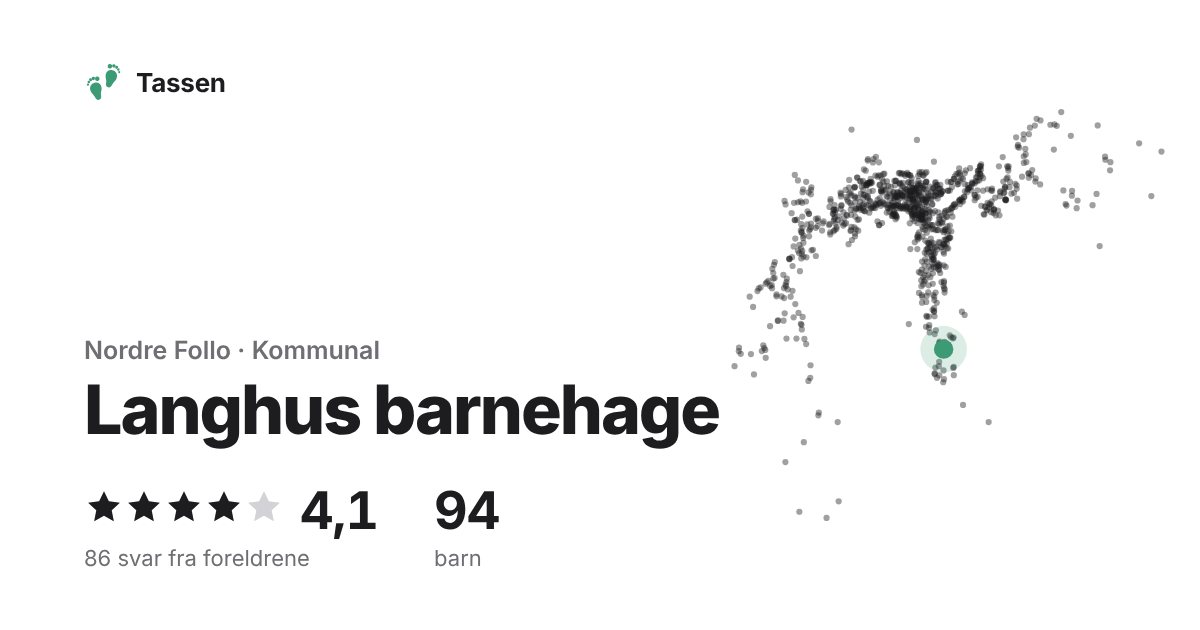 Tassen
Nordre Follo · Kommunal
Langhus barnehage
4,1
94
86 svar fra foreldrene
barn